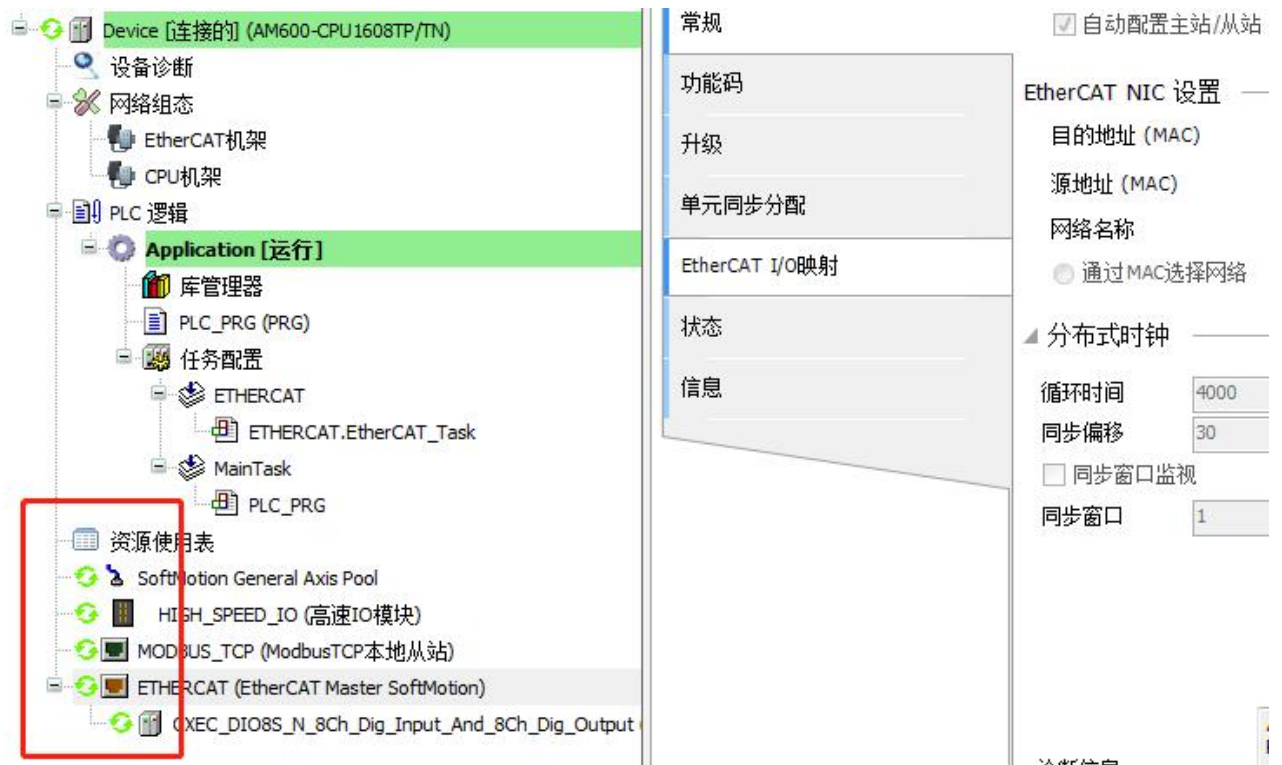 Device [连接的] (AM600-CPU1608TP/TN)
设备诊断
网络组态
EtherCAT机架
CPU机架
PLC 逻辑
Application [运行]
库管理器
PLC_PRG (PRG)
任务配置
ETHERCAT
ETHERCAT.EtherCAT_Task
MainTask
PLC_PRG
资源使用表
SoftMotion General Axis Pool
HIGH_SPEED_IO (高速IO模块)
MODBUS_TCP (ModbusTCP本地从站)
ETHERCAT (EtherCAT Master SoftMotion)
CXEC_DIO8S_N_8Ch_Dig_Input_And_8Ch_Dig_Output
常规
功能码
升级
单元同步分配
EtherCAT I/O映射
状态
信息
自动配置主站/从站
EtherCAT NIC 设置
目的地址 (MAC)
源地址 (MAC)
网络名称
通过MAC选择网络
分布式时钟
循环时间 4000
同步偏移 30
同步窗口监视
同步窗口 1